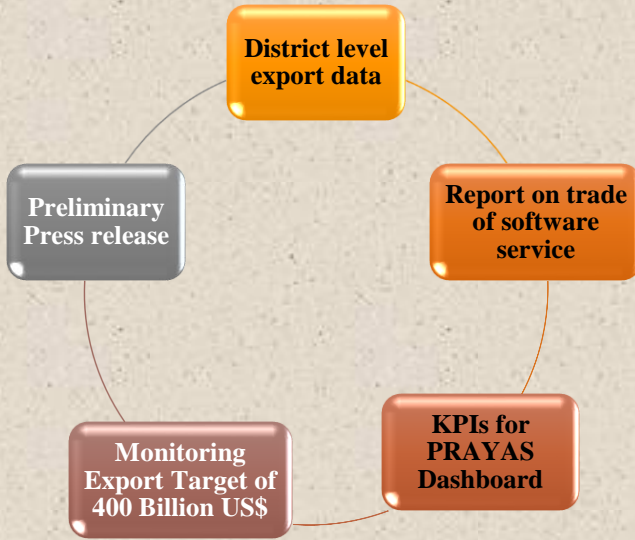 District level
export data
Report on trade
of software
service
KPIs for
PRAYAS
Dashboard
Monitoring
Export Target of
400 Billion US$
Preliminary
Press release